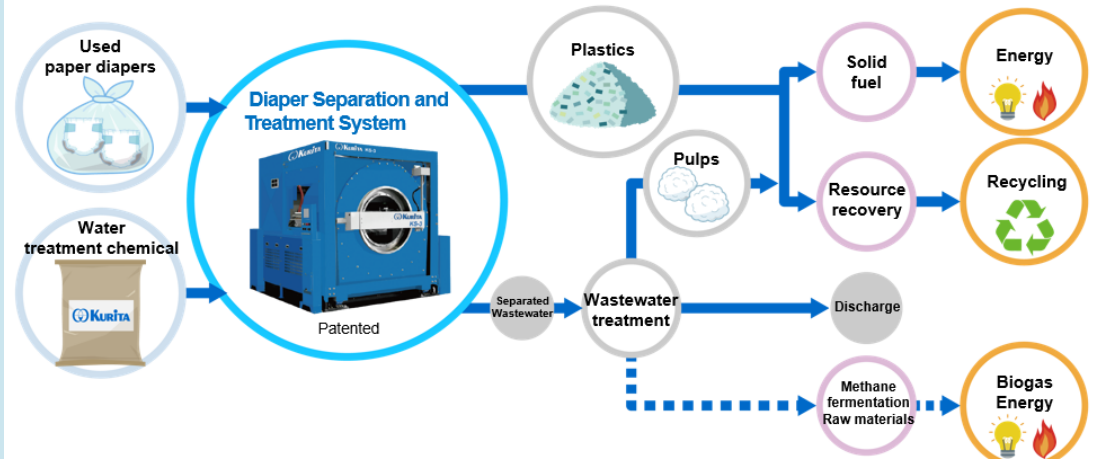 Used
paper diapers
Water
treatment chemical
KURITA
Diaper Separation and
Treatment System
KURITA
KURITA
Patented
Plastics
Pulps
Separated
Wastewater
Wastewater
treatment
Solid
fuel
Energy
Resource
recovery
Recycling
Discharge
Methane
fermentation
Raw materials
Biogas
Energy